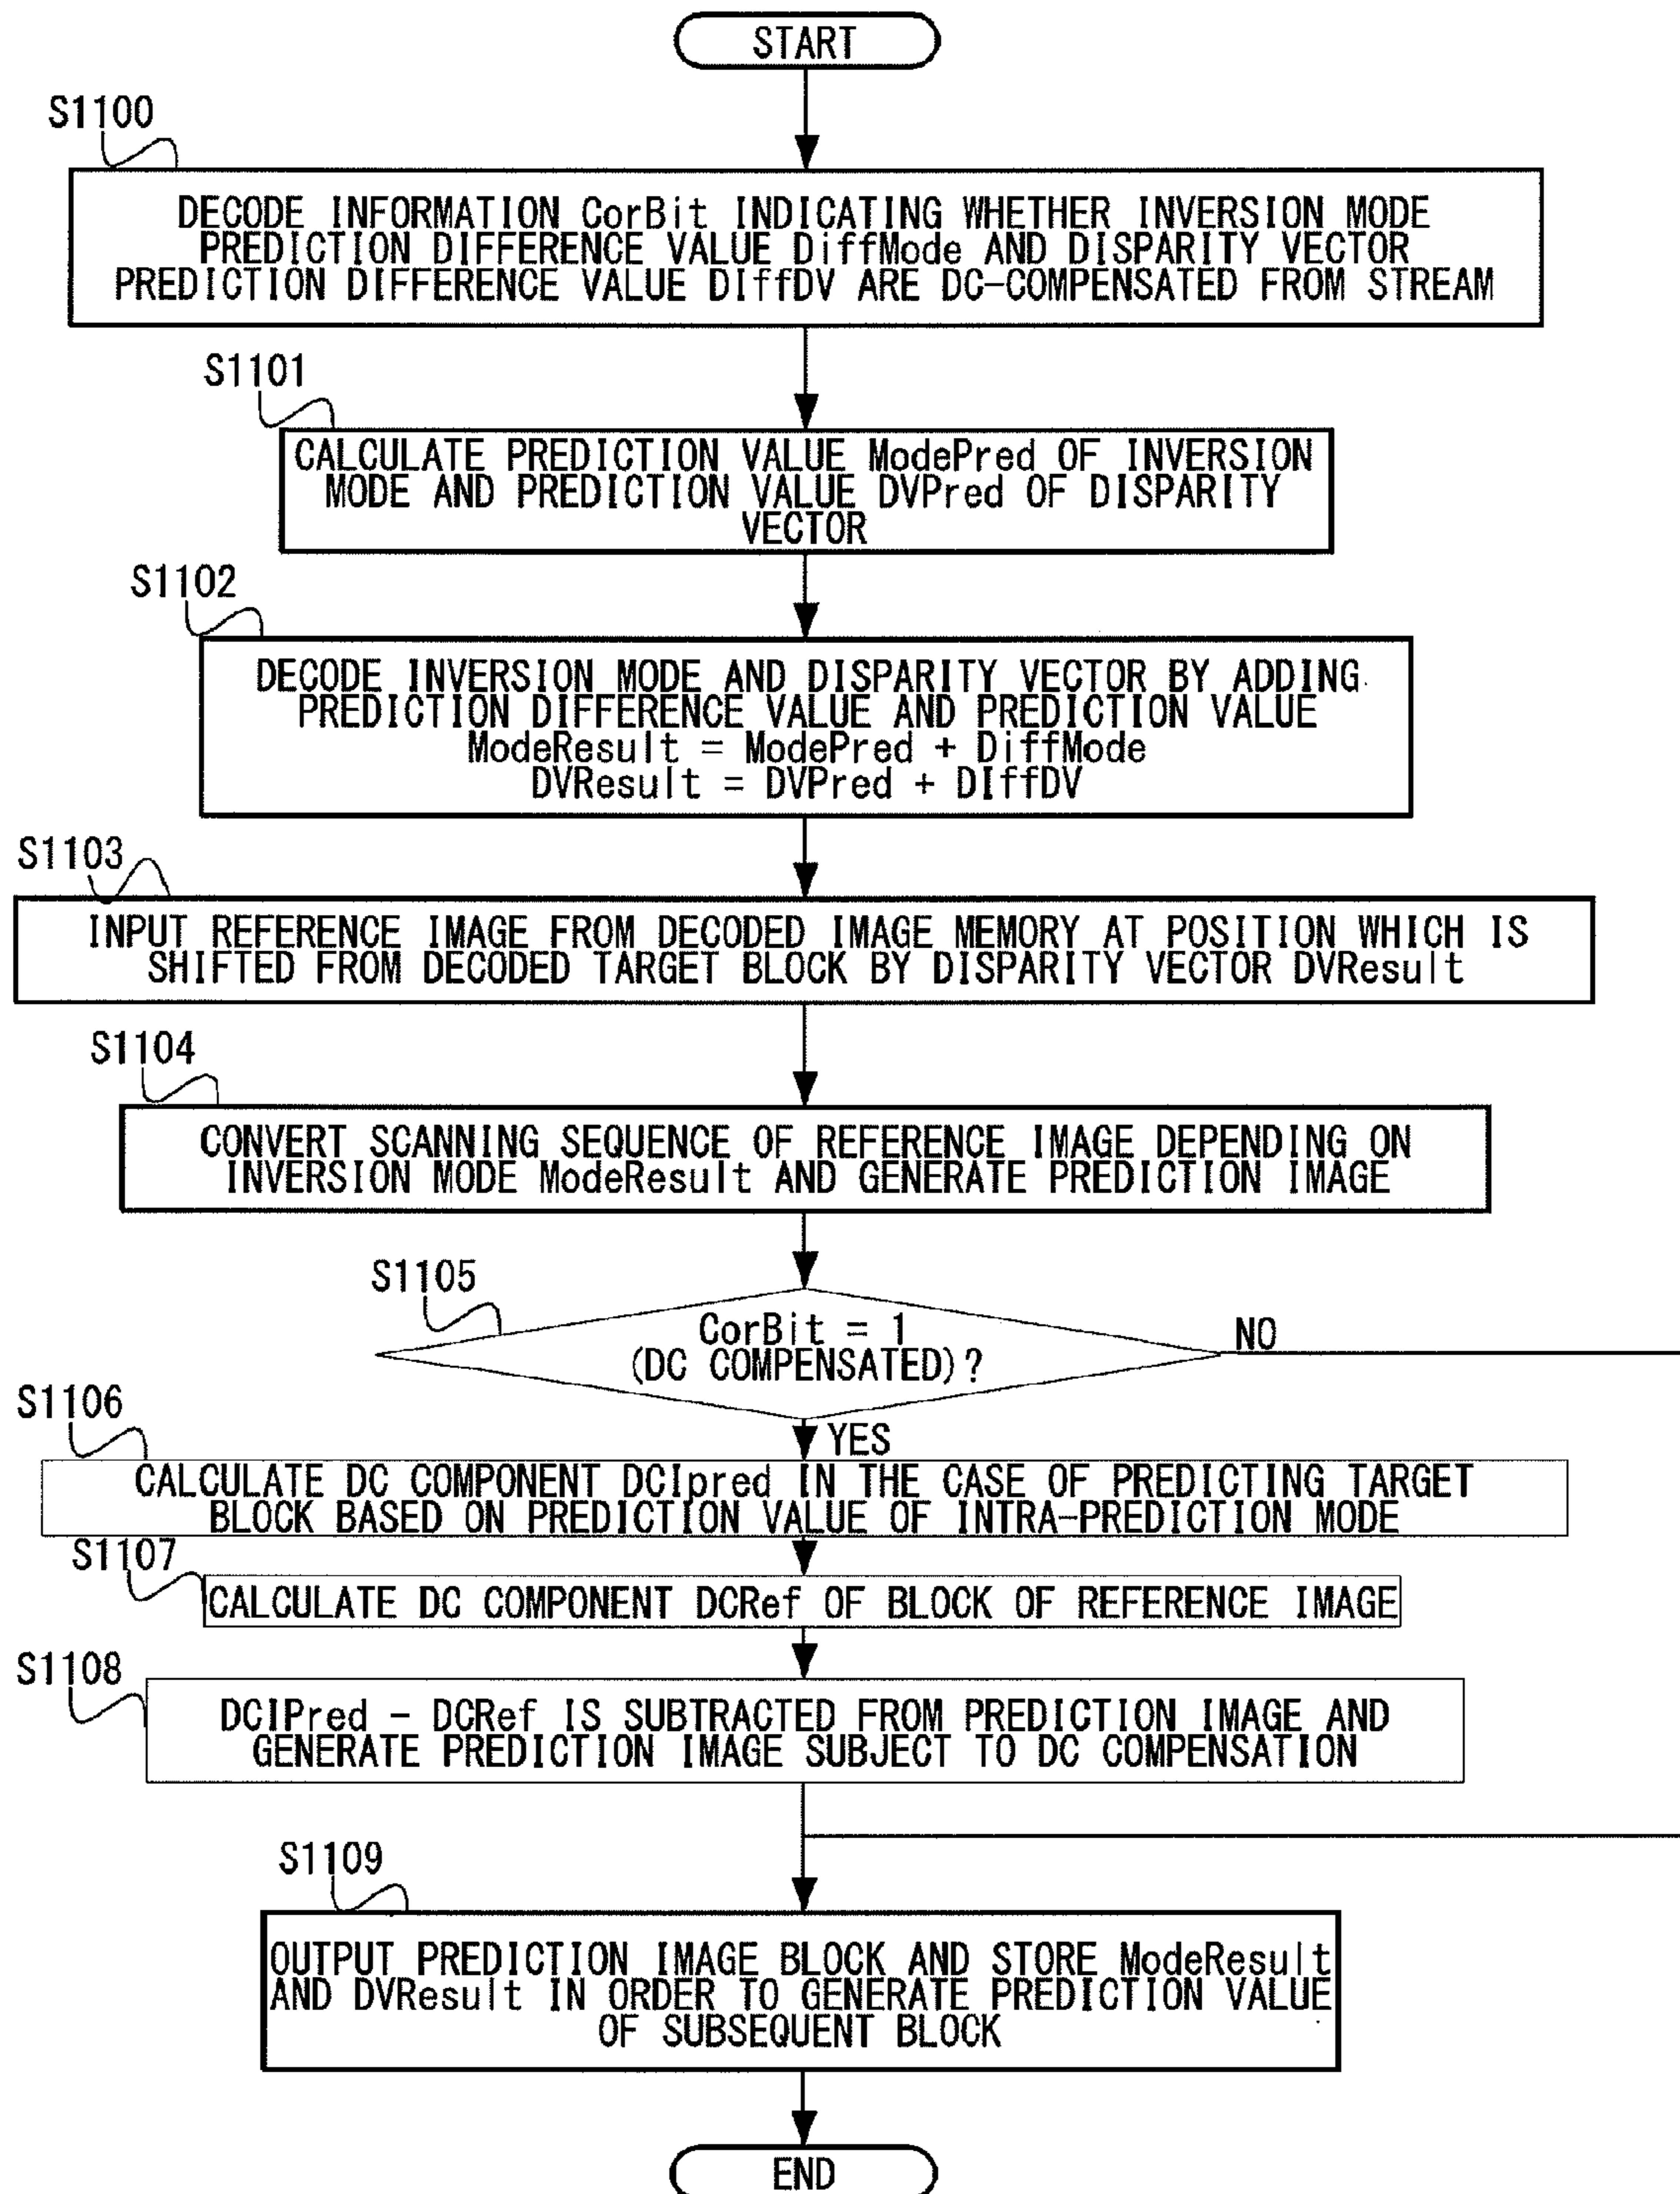 START
S1100
DECODE INFORMATION CorBit INDICATING WHETHER INVERSION MODE
PREDICTION DIFFERENCE VALUE DiffMode AND DISPARITY VECTOR
PREDICTION DIFFERENCE VALUE DIffDV ARE DC-COMPENSATED FROM STREAM
S1101
CALCULATE PREDICTION VALUE ModePred OF INVERSION
MODE AND PREDICTION VALUE DVPred OF DISPARITY
VECTOR
S1102
DECODE INVERSION MODE AND DISPARITY VECTOR BY ADDING
PREDICTION DIFFERENCE VALUE AND PREDICTION VALUE
ModeResult = ModePred + DiffMode
DVResult = DVPred + DIffDV
S1103
INPUT REFERENCE IMAGE FROM DECODED IMAGE MEMORY AT POSITION WHICH IS
SHIFTED FROM DECODED TARGET BLOCK BY DISPARITY VECTOR DVResult
S1104
CONVERT SCANNING SEQUENCE OF REFERENCE IMAGE DEPENDING ON
INVERSION MODE ModeResult AND GENERATE PREDICTION IMAGE
S1105
CorBit = 1
(DC COMPENSATED)?
NO
YES
S1106
CALCULATE DC COMPONENT DCIpred IN THE CASE OF PREDICTING TARGET
BLOCK BASED ON PREDICTION VALUE OF INTRA-PREDICTION MODE
S1107
CALCULATE DC COMPONENT DCRef OF BLOCK OF REFERENCE IMAGE
S1108
DCIPred - DCRef IS SUBTRACTED FROM PREDICTION IMAGE AND
GENERATE PREDICTION IMAGE SUBJECT TO DC COMPENSATION
S1109
OUTPUT PREDICTION IMAGE BLOCK AND STORE ModeResult
AND DVResult IN ORDER TO GENERATE PREDICTION VALUE
OF SUBSEQUENT BLOCK
END